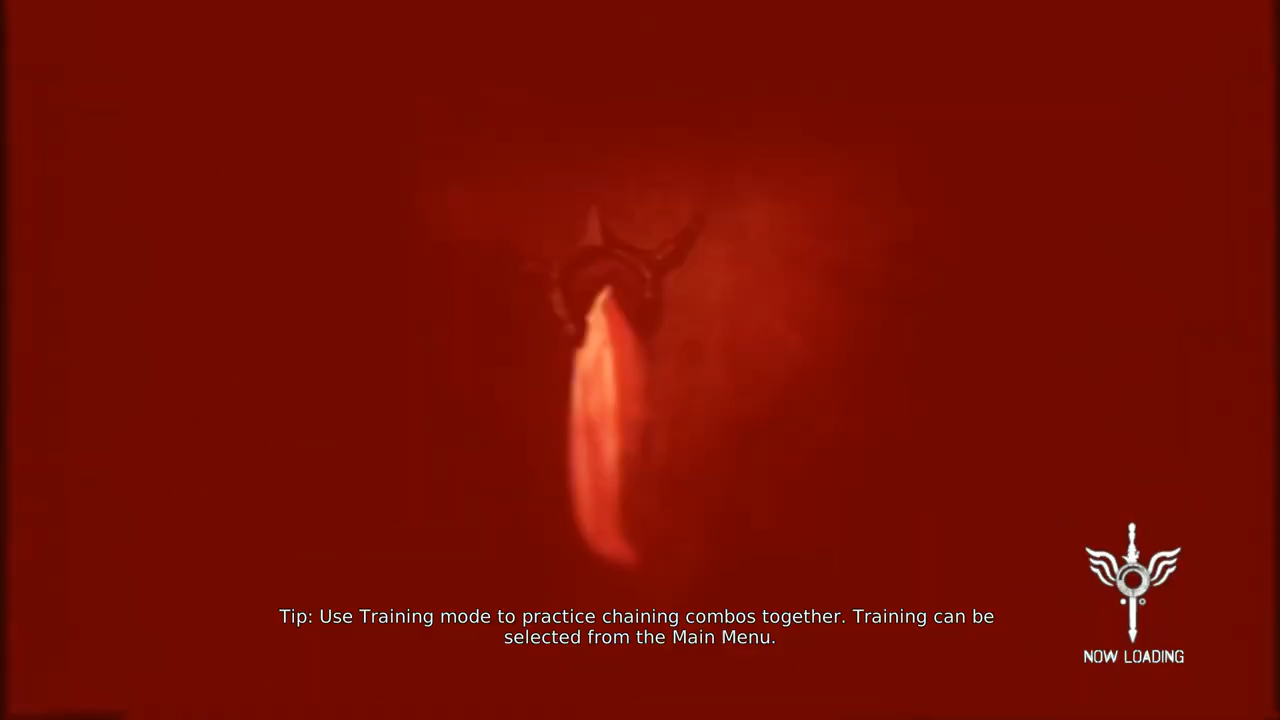 Tip: Use Training mode to practice chaining combos together. Training can be
selected from the Main Menu.
NOW LOADING